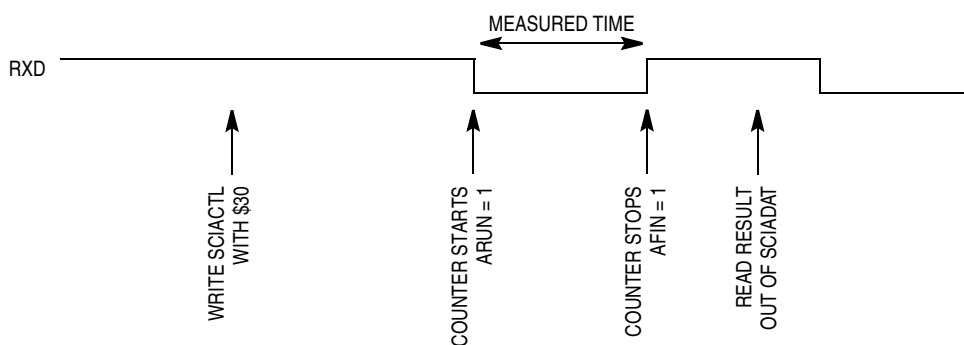 MEASURED TIME
RXD
WRITE SCIACTL
WITH $30
COUNTER STARTS
ARUN = 1
COUNTER STOPS
AFIN = 1
READ RESULT
OUT OF SCIADAT